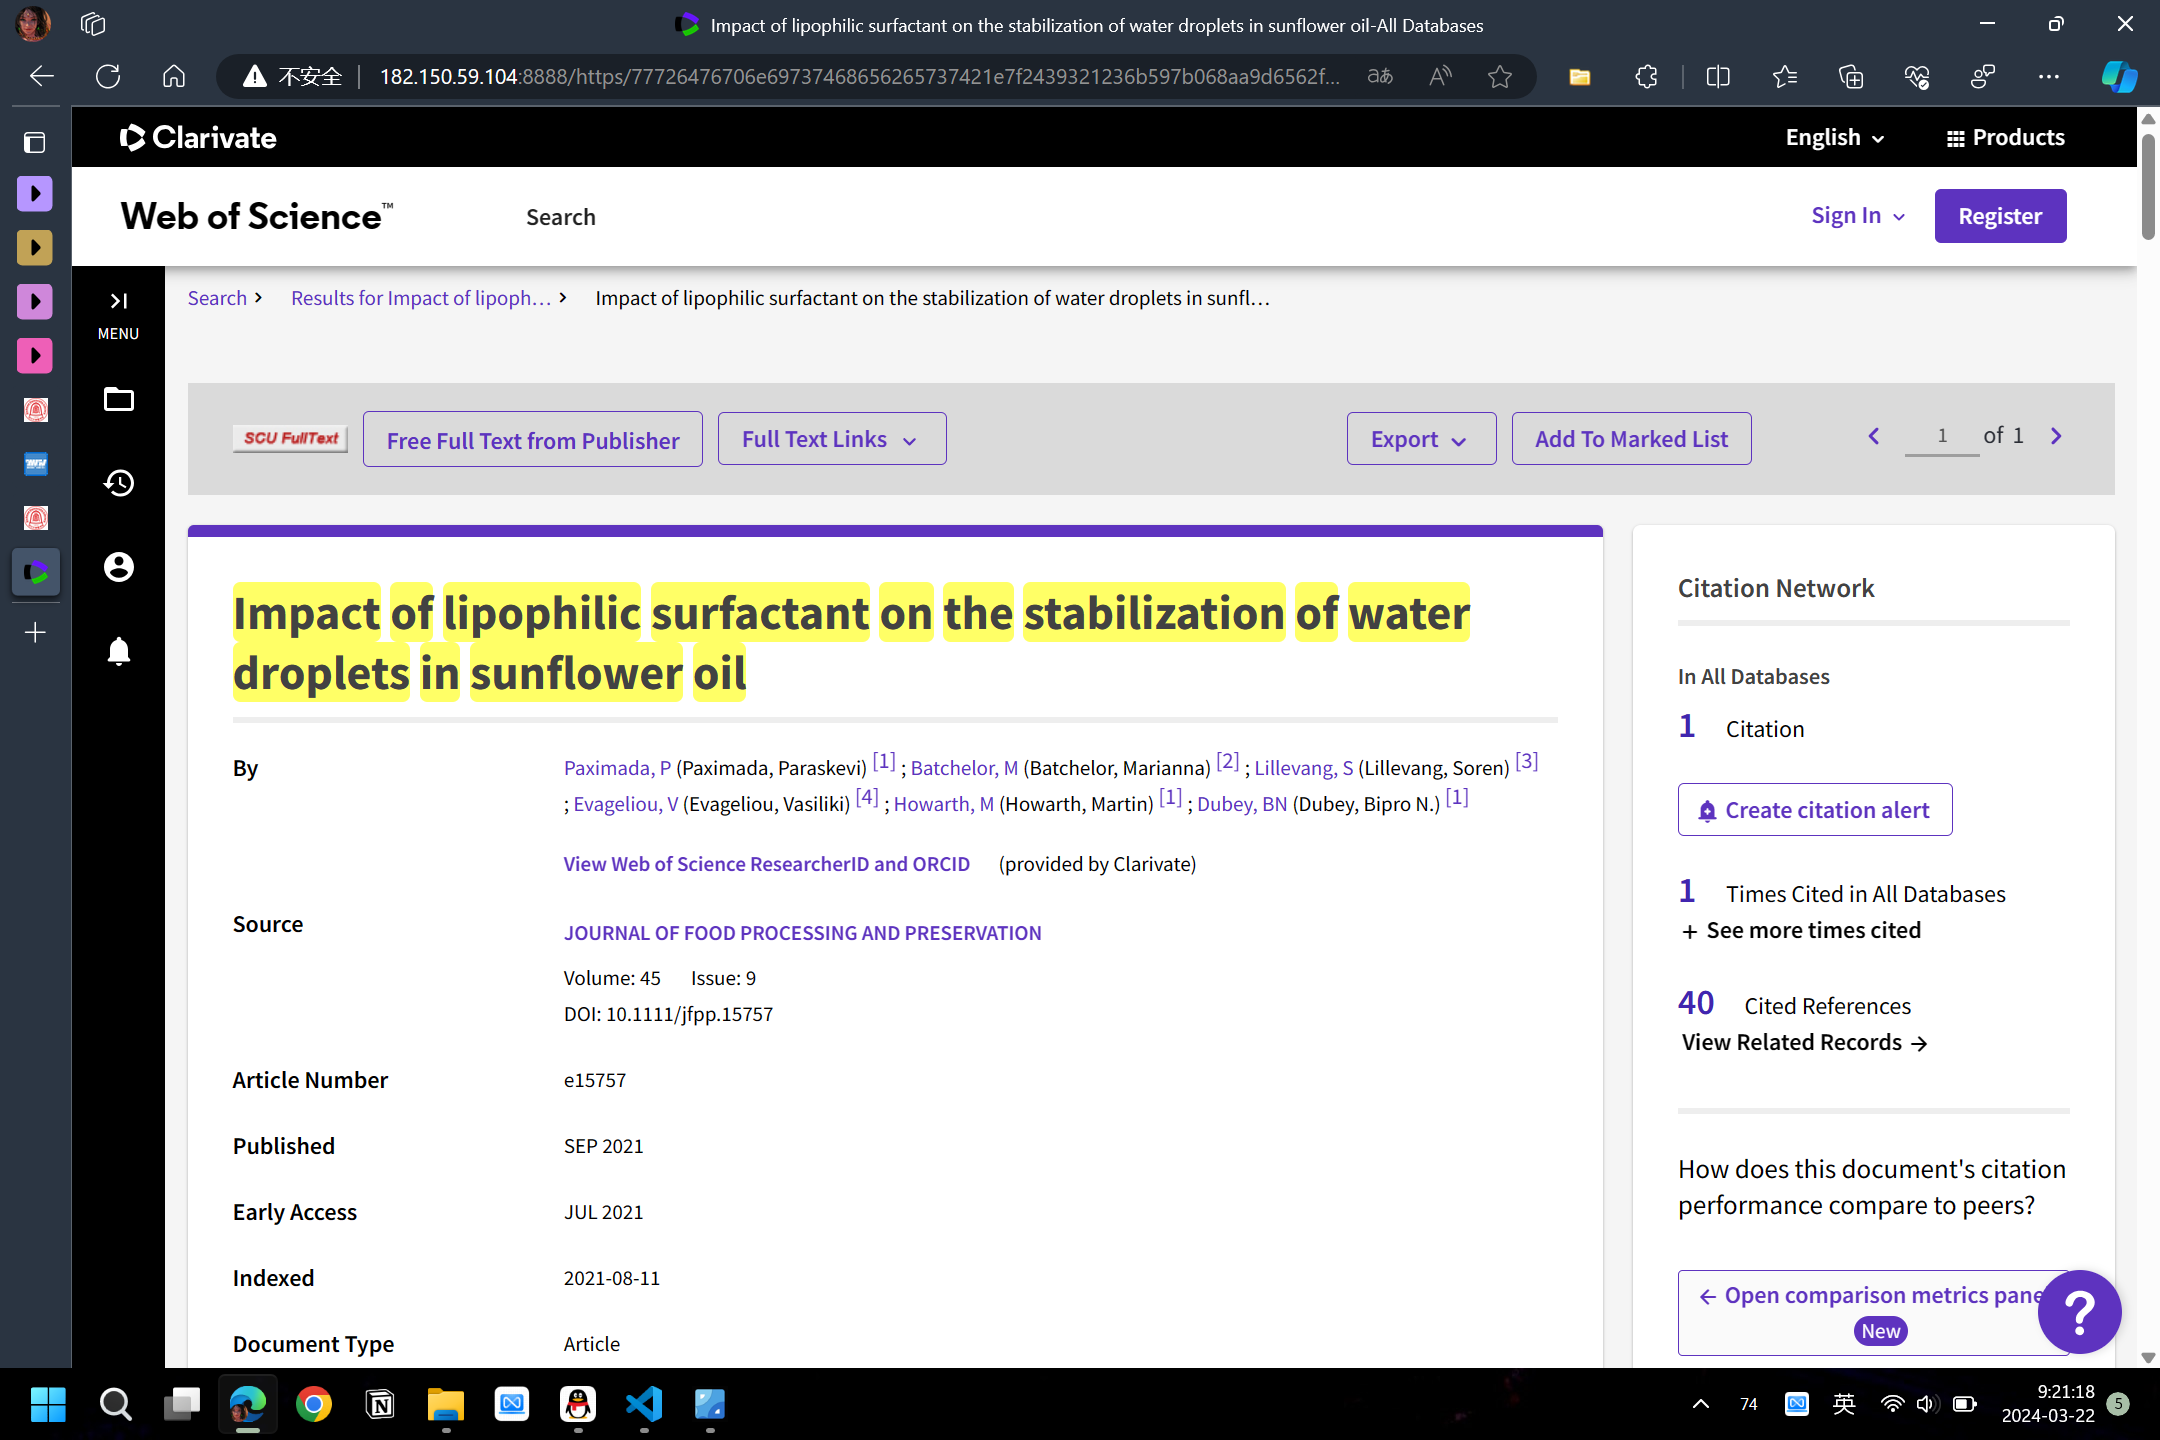 Impact of lipophilic surfactant on the stabilization of water droplets in sunflower oil-All Databases
不安全
182.150.59.104:8888/https/77726476706e69737468656265737421e7f2439321236b597b068aa9d6562f...
Clarivate
English
Products
Web of Science™
Search
Sign In
Register
MENU
Search
Results for Impact of lipoph...
Impact of lipophilic surfactant on the stabilization of water droplets in sunfl...
SCU FullText
Free Full Text from Publisher
Full Text Links
Export
Add To Marked List
1 of 1
Impact of lipophilic surfactant on the stabilization of water
droplets in sunflower oil
By
Paximada, P (Paximada, Paraskevi) [1] ; Batchelor, M (Batchelor, Marianna) [2] ; Lillevang, S (Lillevang, Soren) [3]
; Evageliou, V (Evageliou, Vasiliki) [4] ; Howarth, M (Howarth, Martin) [1] ; Dubey, BN (Dubey, Bipro N.) [1]
View Web of Science ResearcherID and ORCID (provided by Clarivate)
Source
JOURNAL OF FOOD PROCESSING AND PRESERVATION
Volume: 45 Issue: 9
DOI: 10.1111/jfpp.15757
Article Number
e15757
Published
SEP 2021
Early Access
JUL 2021
Indexed
2021-08-11
Document Type
Article
Citation Network
In All Databases
1 Citation
Create citation alert
1 Times Cited in All Databases
+ See more times cited
40 Cited References
View Related Records →
How does this document's citation
performance compare to peers?
← Open comparison metrics pane
New
?
74
英
9:21:18
2024-03-22
5